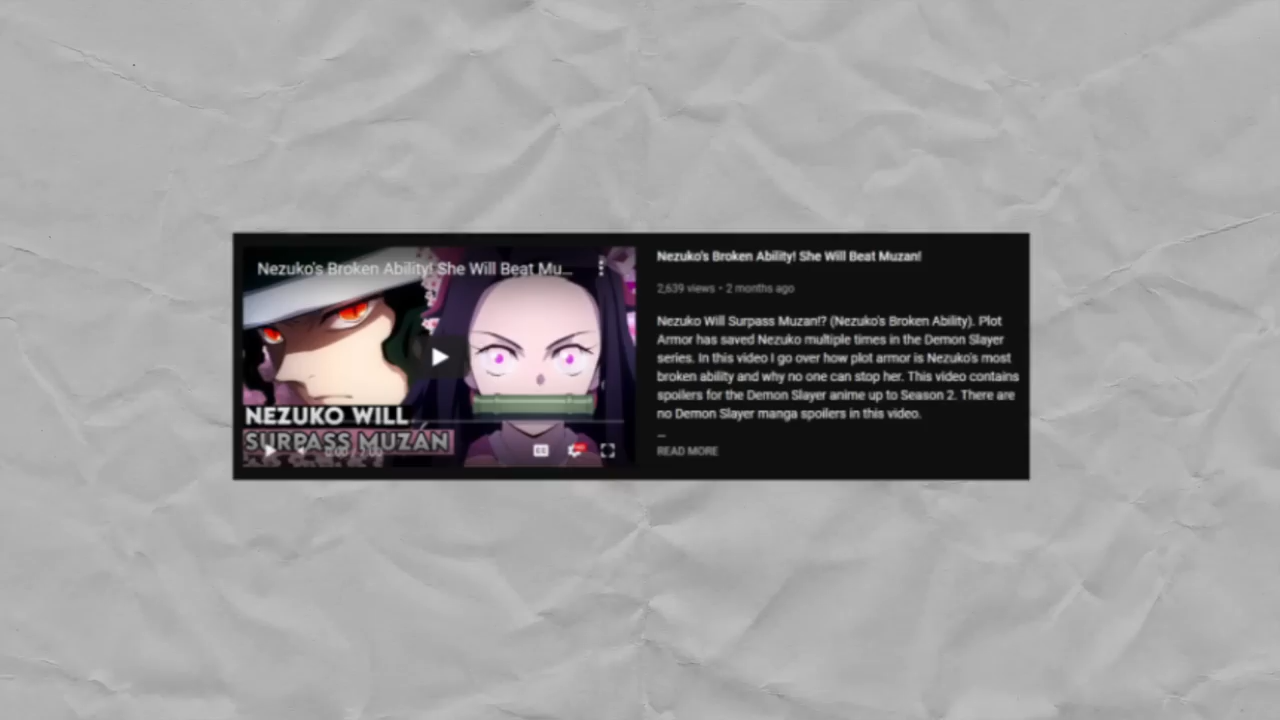 Nezuko's Broken Ability! She Will Beat Mu...
NEZUKO WILL
SURPASS MUZAN
0:00
CC
Nezuko's Broken Ability! She Will Beat Muzan!
2,639 views • 2 months ago
Nezuko Will Surpass Muzan!? (Nezuko's Broken Ability). Plot
Armor has saved Nezuko multiple times in the Demon Slayer
series. In this video I go over how plot armor is Nezuko's most
broken ability and why no one can stop her. This video contains
spoilers for the Demon Slayer anime up to Season 2. There are
no Demon Slayer manga spoilers in this video.
...
READ MORE